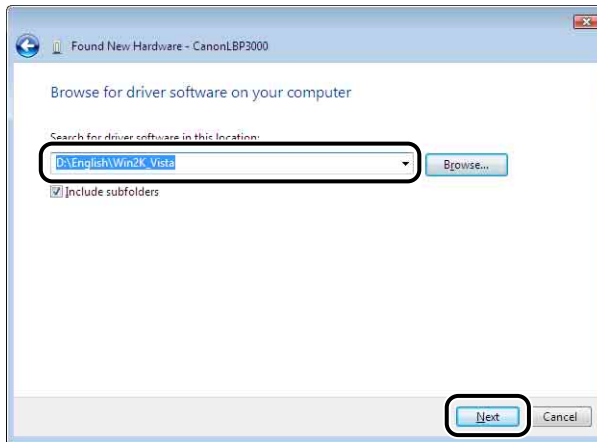 Found New Hardware - CanonLBP3000
Browse for driver software on your computer
Search for driver software in this location:
D:\English\Win2K_Vista
Browse...
Include subfolders
Next
Cancel